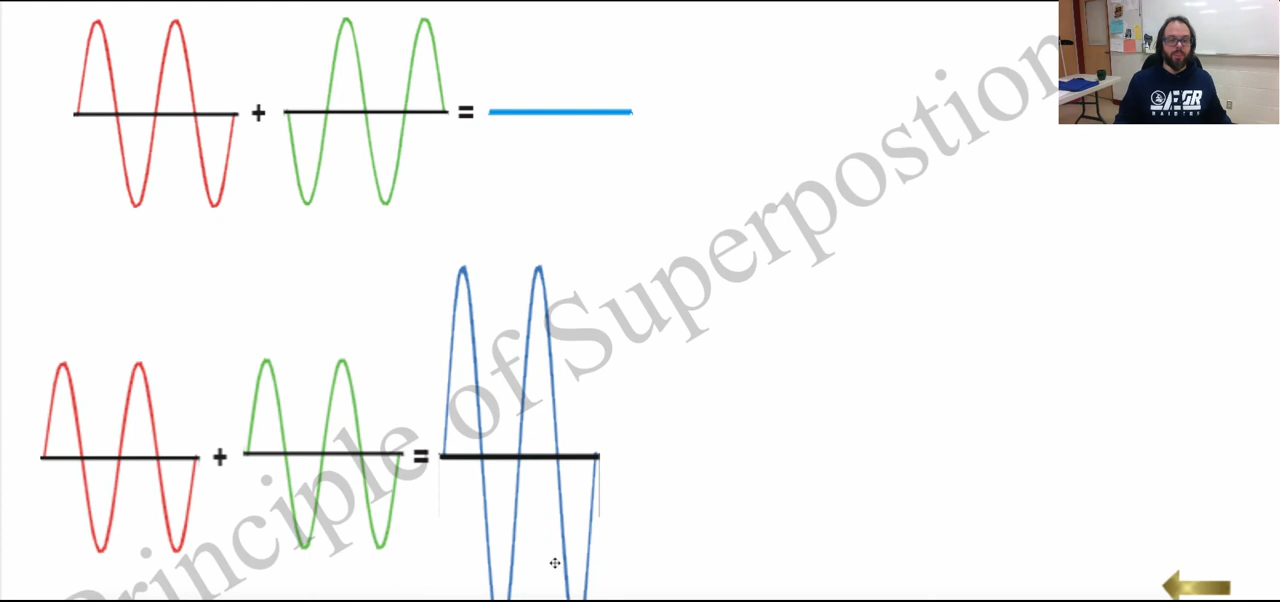 +
=
Principle of Superpostion
+
=